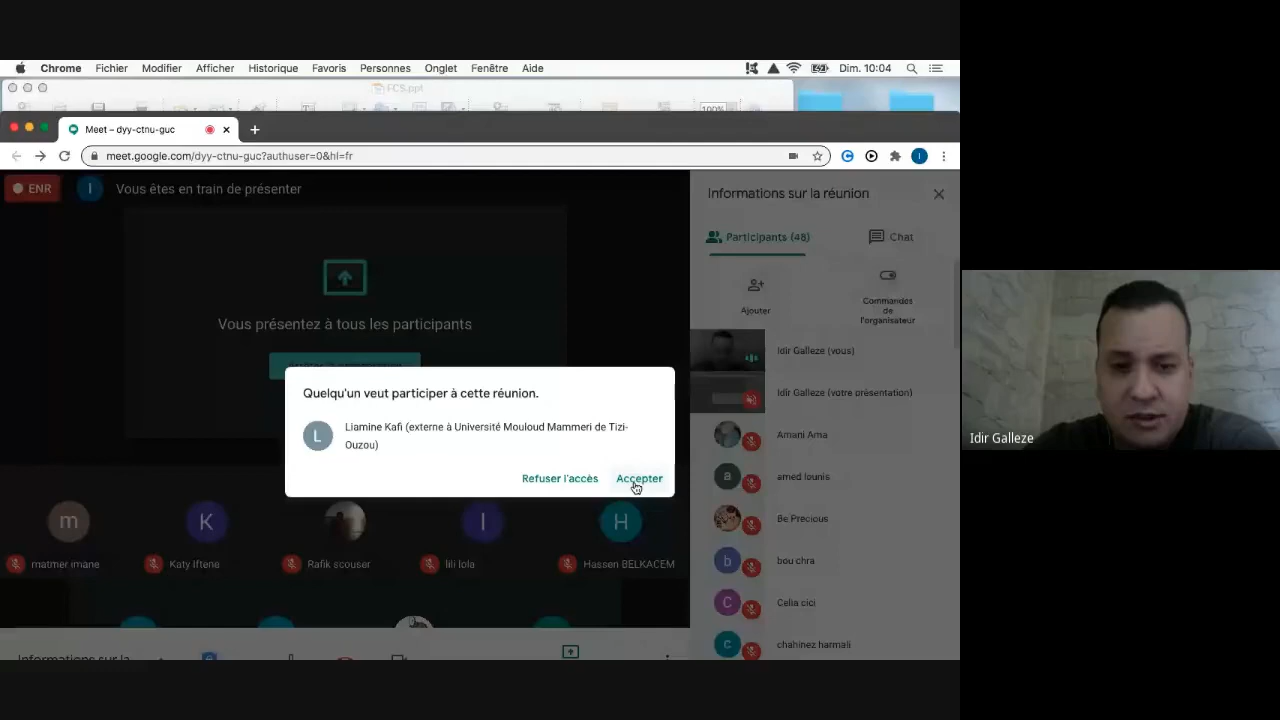 Chrome Fichier Modifier Afficher Historique Favoris Personnes Onglet Fenêtre Aide Dim. 10:04
FCS.ppt
100%
Meet – dyy-ctnu-guc
meet.google.com/dyy-ctnu-guc?authuser=0&hl=fr
I
ENR I Vous êtes en train de présenter
Informations sur la réunion
Participants (48) Chat
Ajouter
Commandes
de
l'organisateur
Vous présentez à tous les participants
Quelqu'un veut participer à cette réunion.
L
Liamine Kafi (externe à Université Mouloud Mammeri de Tizi-
Ouzou)
Refuser l'accès Accepter
Idir Galleze (vous)
Idir Galleze (votre présentation)
Amani Ama
a amed lounis
Be Precious
b bou chra
C Celia cici
c chahinez harmali
m K l H
matmer imane Katy Iftene Rafik scouser lili lola Hassen BELKACEM
Informations sur la
Idir Galleze